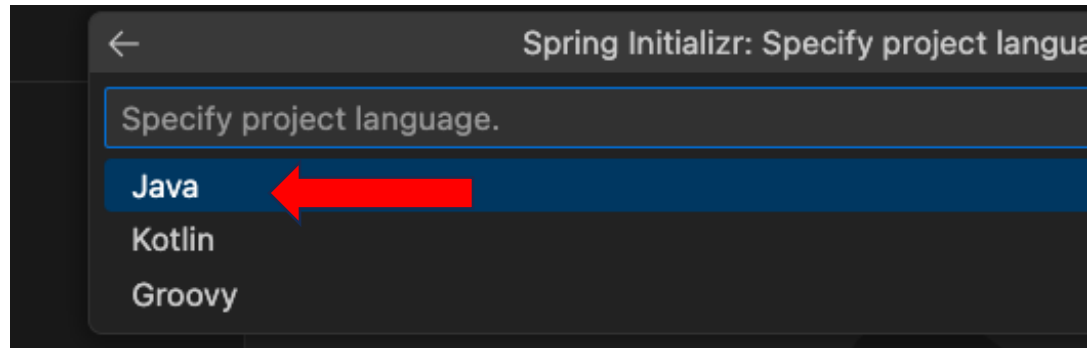 Spring Initializr: Specify project langua
Specify project language.
Java
Kotlin
Groovy